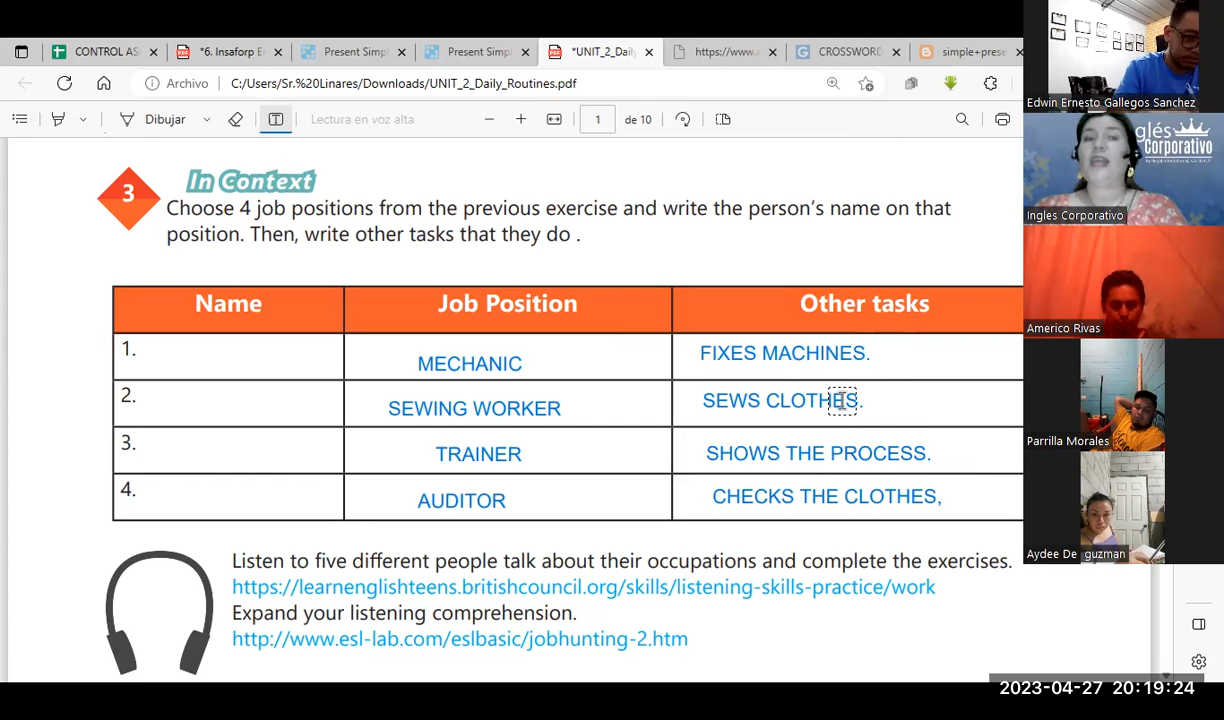 CONTROL AS
*6. Insaforp E
Present Simp
Present Sim
*UNIT_2_Dail
https://www.e
CROSSWORD
simple+pres
Archivo
C:/Users/Sr.%20Linares/Downloads/UNIT_2_Daily_Routines.pdf
Dibujar
Lectura en voz alta
1
de 10
3
In Context
Choose 4 job positions from the previous exercise and write the person's name on that
position. Then, write other tasks that they do .
Name
Job Position
Other tasks
1.
MECHANIC
FIXES MACHINES.
2.
SEWING WORKER
SEWS CLOTHES.
3.
TRAINER
SHOWS THE PROCESS.
4.
AUDITOR
CHECKS THE CLOTHES,
Listen to five different people talk about their occupations and complete the exercises.
https://learnenglishteens.britishcouncil.org/skills/listening-skills-practice/work
Expand your listening comprehension.
http://www.esl-lab.com/eslbasic/jobhunting-2.htm
Edwin Ernesto Gallegos Sanchez
glés
Corporativo
Ingles Corporativo
Americo Rivas
Parrilla Morales
Aydee De guzman
2023-04-27 20:19:24